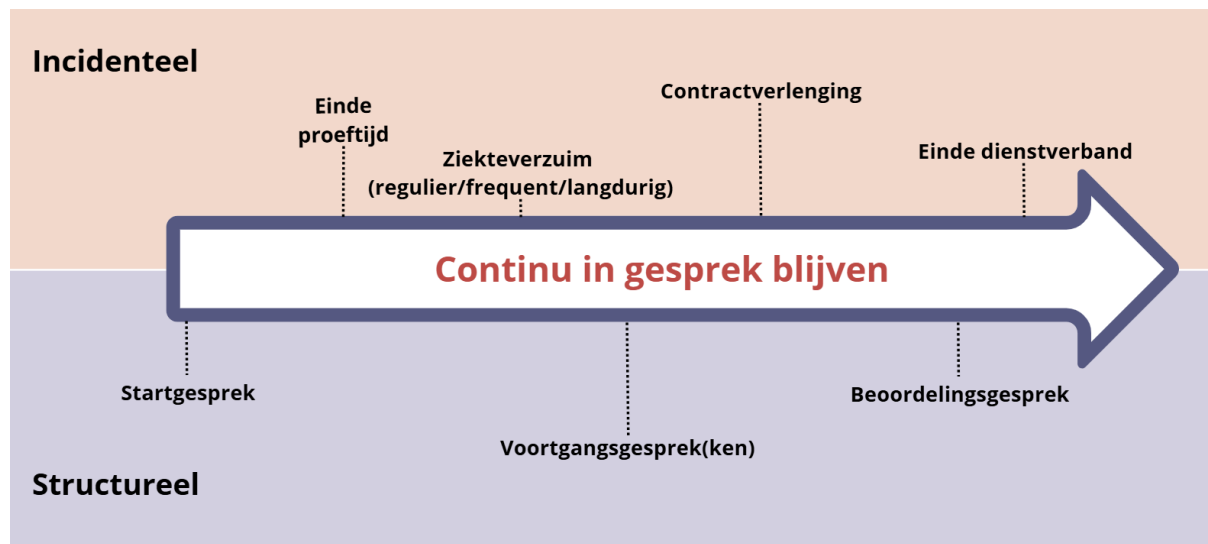 Incidenteel
Einde
proeftijd
Ziekteverzuim
(regulier/frequent/langdurig)
Contractverlenging
Einde dienstverband
Continu in gesprek blijven
Startgesprek
Voortgangsgesprek(ken)
Beoordelingsgesprek
Structureel